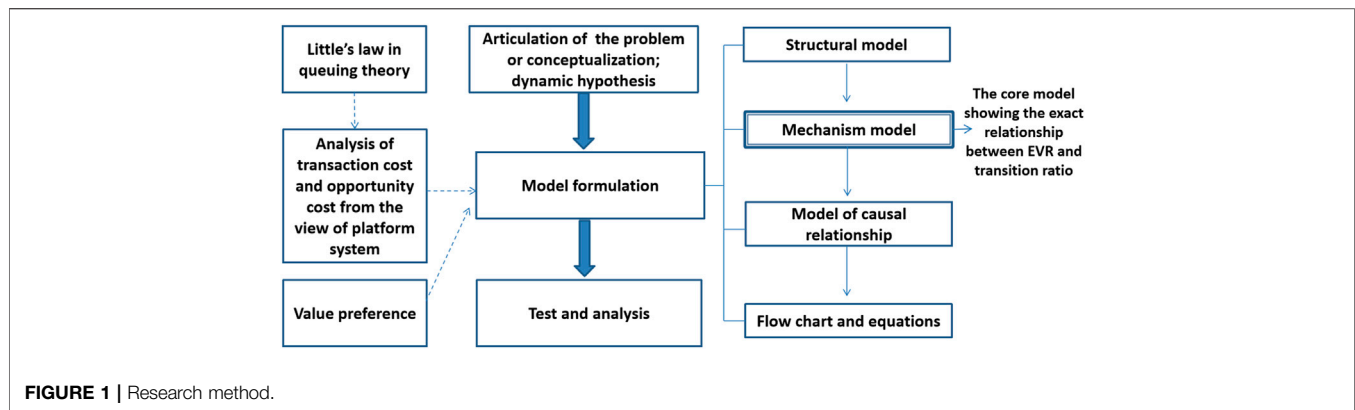 Little's law in
queuing theory
Analysis of
transaction cost
and opportunity
cost from the
view of platform
system
Value preference
Articulation of the problem
or conceptualization;
dynamic hypothesis
Model formulation
Test and analysis
Structural model
Mechanism model
The core model
showing the exact
relationship
between EVR and
transition ratio
Model of causal
relationship
Flow chart and equations
FIGURE 1 | Research method.